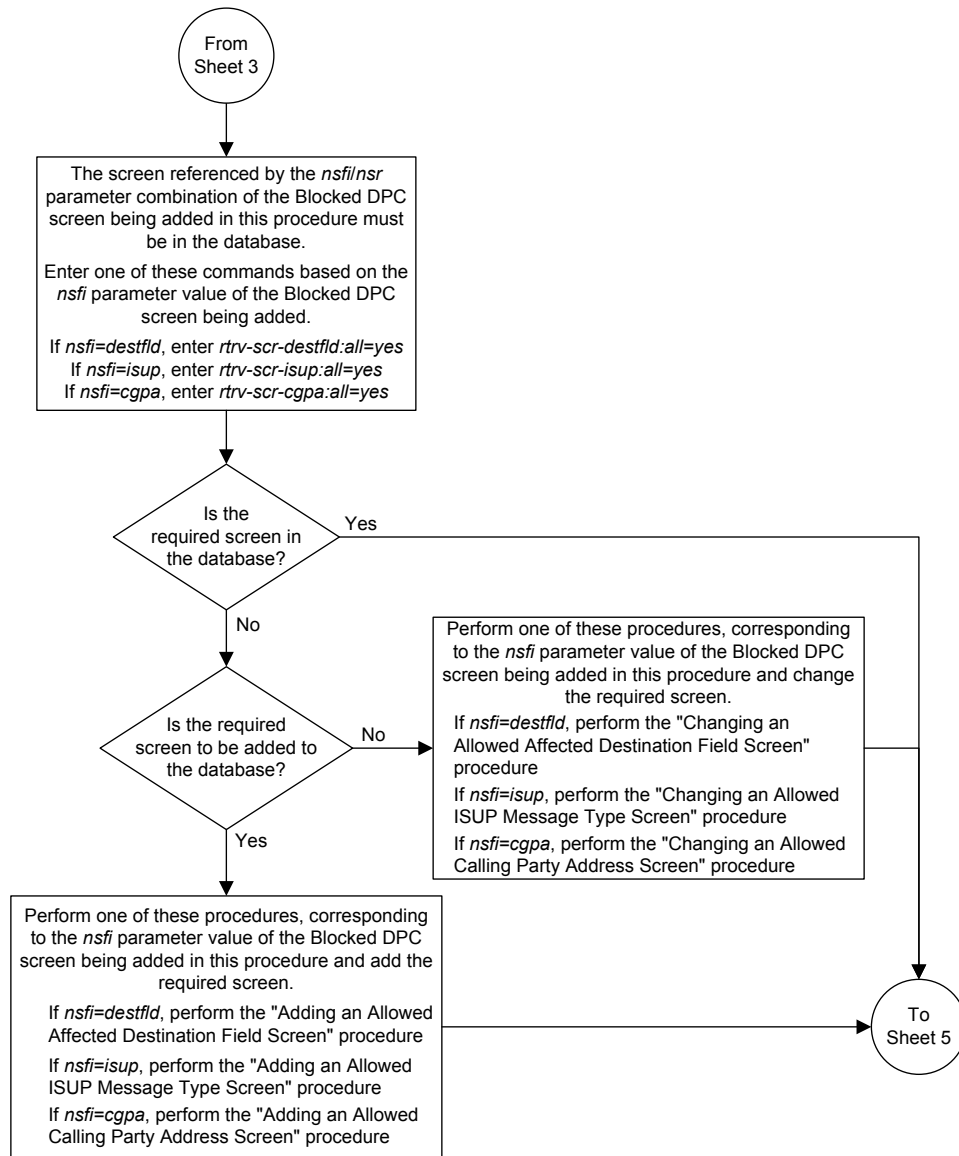 From
Sheet 3
The screen referenced by the nsfi/nsr
parameter combination of the Blocked DPC
screen being added in this procedure must
be in the database.
Enter one of these commands based on the
nsfi parameter value of the Blocked DPC
screen being added.
If nsfi=destfld, enter rtrv-scr-destfld:all=yes
If nsfi=isup, enter rtrv-scr-isup:all=yes
If nsfi=cgpa, enter rtrv-scr-cgpa:all=yes
Is the
required screen in
the database?
Yes
No
Is the required
screen to be added to
the database?
No
Yes
Perform one of these procedures, corresponding
to the nsfi parameter value of the Blocked DPC
screen being added in this procedure and change
the required screen.
If nsfi=destfld, perform the "Changing an
Allowed Affected Destination Field Screen"
procedure
If nsfi=isup, perform the "Changing an Allowed
ISUP Message Type Screen" procedure
If nsfi=cgpa, perform the "Changing an Allowed
Calling Party Address Screen" procedure
Perform one of these procedures, corresponding
to the nsfi parameter value of the Blocked DPC
screen being added in this procedure and add the
required screen.
If nsfi=destfld, perform the "Adding an Allowed
Affected Destination Field Screen" procedure
If nsfi=isup, perform the "Adding an Allowed
ISUP Message Type Screen" procedure
If nsfi=cgpa, perform the "Adding an Allowed
Calling Party Address Screen" procedure
To
Sheet 5